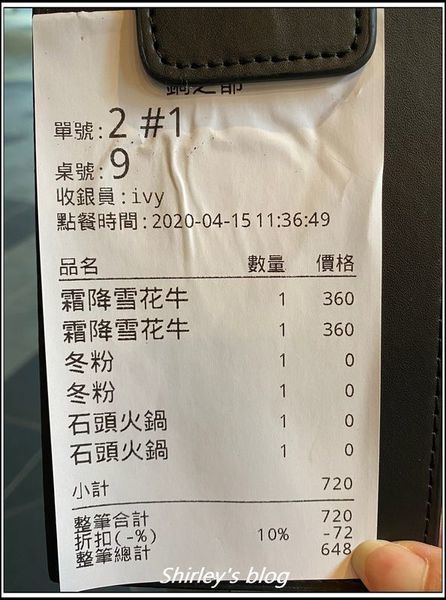 單號:2 #1
桌號:9
收銀員:ivy
點餐時間:2020-04-15 11:36:49
品名 數量 價格
霜降雪花牛 1 360
霜降雪花牛 1 360
冬粉 1 0
冬粉 1 0
石頭火鍋 1 0
石頭火鍋 1 0
小計 720
整筆合計 720
折扣(-%) 10% -72
整筆總計 648
Shirley's blog